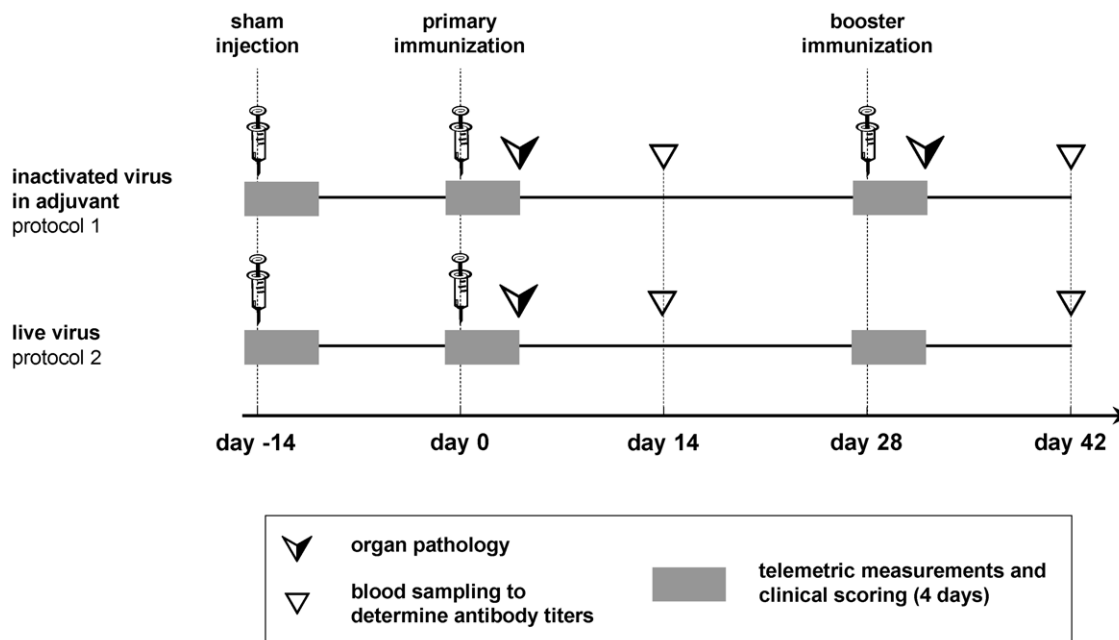 sham
injection
primary
immunization
booster
immunization
inactivated virus
in adjuvant
protocol 1
live virus
protocol 2
day -14
day 0
day 14
day 28
day 42
organ pathology
blood sampling to
determine antibody titers
telemetric measurements and
clinical scoring (4 days)